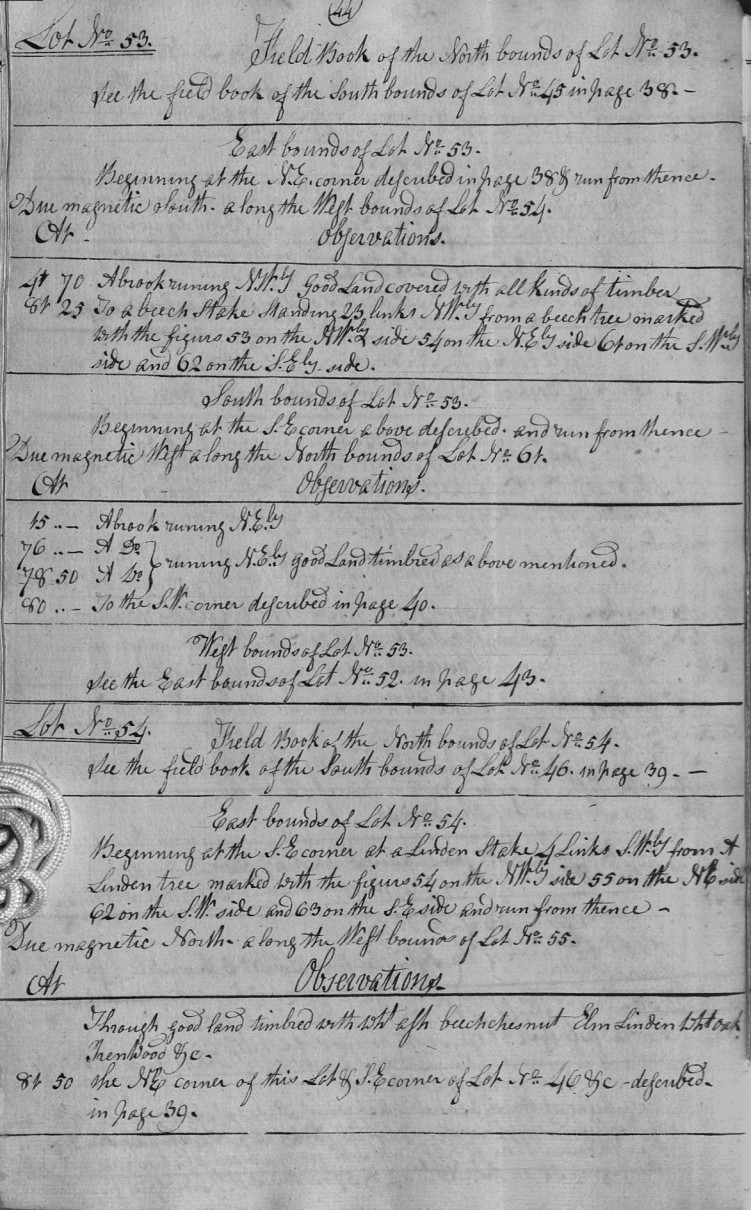 44
Lot No. 53.
Field Book of the North bounds of Lot No. 53.
See the field book of the South bounds of Lot No. 45 in page 38. -
East bounds of Lot No. 53.
Beginning at the N.E. corner described in page 38 & run from thence -
Due magnetic South - along the West bounds of Lot No. 54.
At - Observations.
41 70 A brook runing N.Wly Good Land covered with all kinds of timber
81 25 To a beech Stake Standing 23 links N.Wly from a beech tree marked
with the figurs 53 on the N.Wly side 54 on the N.Ely side 61 on the S.Wly
side and 62 on the S.Ely side.
South bounds of Lot No. 53.
Beginning at the S.E corner above described. and run from thence -
Due magnetic West along the North bounds of Lot No. 61.
At Observations.
15 .. - A brook runing N.Ely
76 .. - A Do
78 50 A Do } runing N.Ely good Land timbred as above mentioned.
80 .. - To the S.W. corner described in page 40.
West bounds of Lot No. 53.
See the East bounds of Lot No. 52. in page 43.
Lot No. 54.
Field Book of the North bounds of Lot No. 54.
See the field book of the South bounds of Lot No. 46. in page 39. -
East bounds of Lot No. 54.
Beginning at the S.E corner at a Linden Stake 4 Links S.Wly from A
Linden tree marked with the figurs 54 on the N.Wly side 55 on the N.E side
62 on the S.W. side and 63 on the S.E side and run from thence -
Due magnetic North - along the West bounds of Lot No. 55.
At Observations.
Through good land timbred with wht ash beech chesnut Elm Linden wht oak
&c -
81 50 the N.E corner of this Lot & S.E corner of Lot No. 46 &c - described -
in page 39.